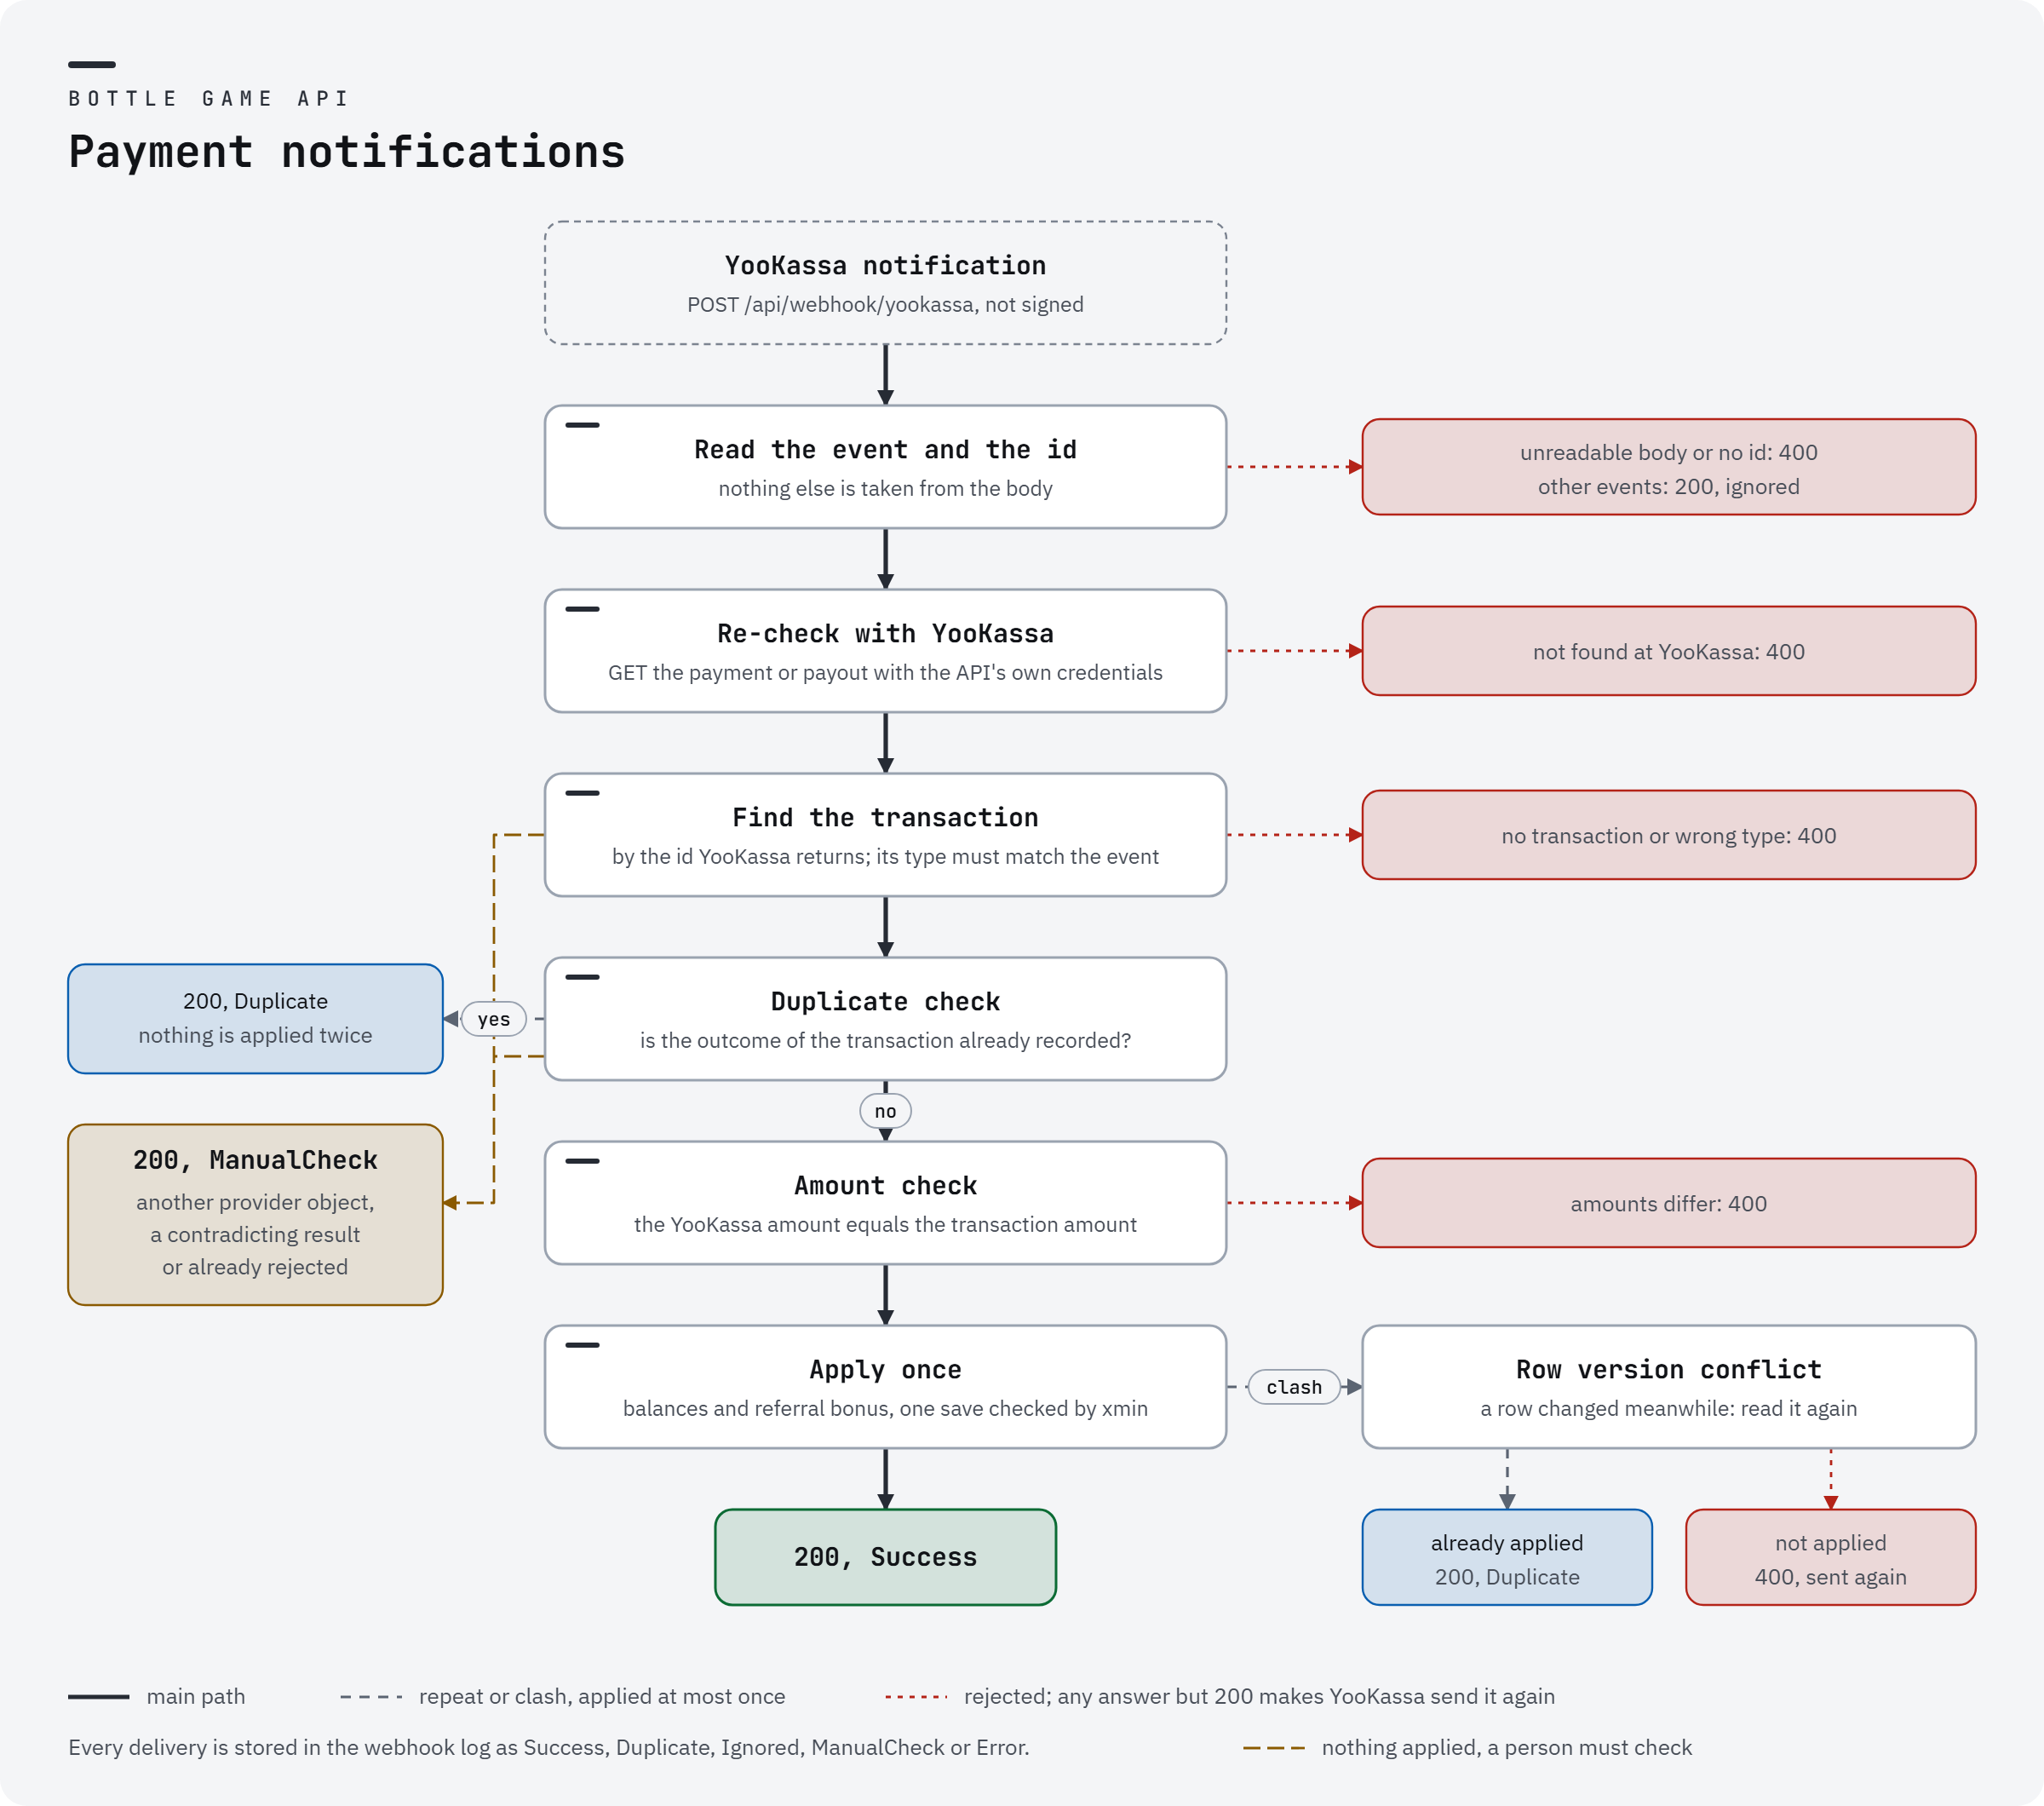 BOTTLE GAME API
Payment notifications
YooKassa notification
POST /api/webhook/yookassa, not signed
Read the event and the id
nothing else is taken from the body
unreadable body or no id: 400
other events: 200, ignored
Re-check with YooKassa
GET the payment or payout with the API's own credentials
not found at YooKassa: 400
Find the transaction
by the id YooKassa returns; its type must match the event
no transaction or wrong type: 400
200, Duplicate
nothing is applied twice
yes
Duplicate check
is the outcome of the transaction already recorded?
no
200, ManualCheck
another provider object,
a contradicting result
or already rejected
Amount check
the YooKassa amount equals the transaction amount
amounts differ: 400
Apply once
balances and referral bonus, one save checked by xmin
clash
Row version conflict
a row changed meanwhile: read it again
200, Success
already applied
200, Duplicate
not applied
400, sent again
main path
repeat or clash, applied at most once
rejected; any answer but 200 makes YooKassa send it again
Every delivery is stored in the webhook log as Success, Duplicate, Ignored, ManualCheck or Error.
nothing applied, a person must check